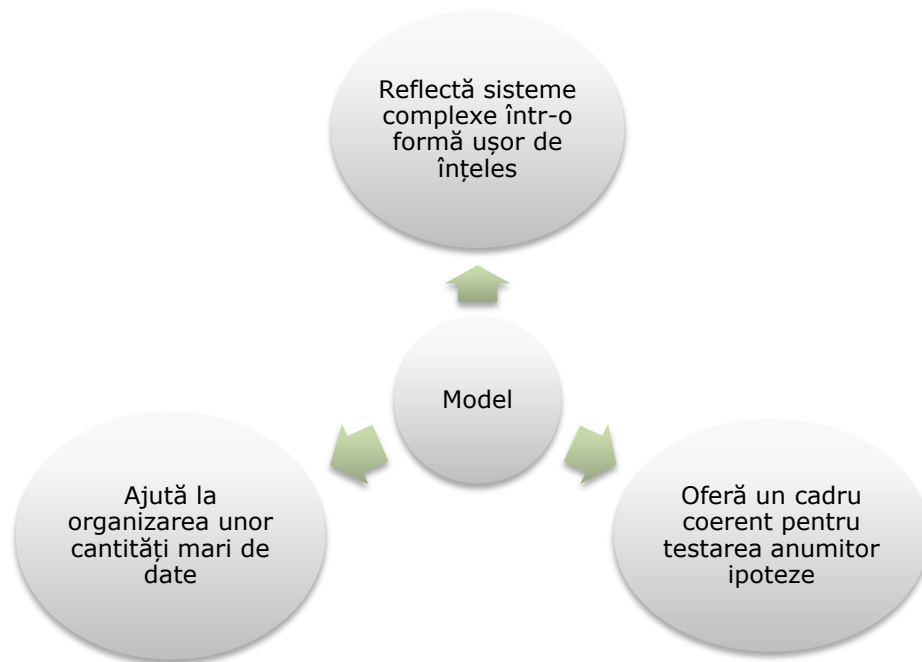 Reflectă sisteme
complexe într-o
formă ușor de
înțeles
Model
Ajută la
organizarea unor
cantități mari de
date
Oferă un cadru
coerent pentru
testarea anumitor
ipoteze